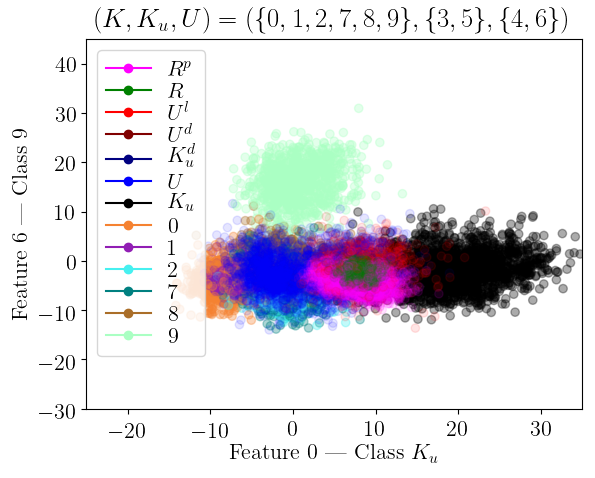 (K, K_u, U) = ({0, 1, 2, 7, 8, 9}, {3, 5}, {4, 6})
40
30
20
10
0
−10
−20
−30
Feature 6 — Class 9
R^p
R
U^l
U^d
K_u^d
U
K_u
0
1
2
7
8
9
−20 −10 0 10 20 30
Feature 0 — Class K_u